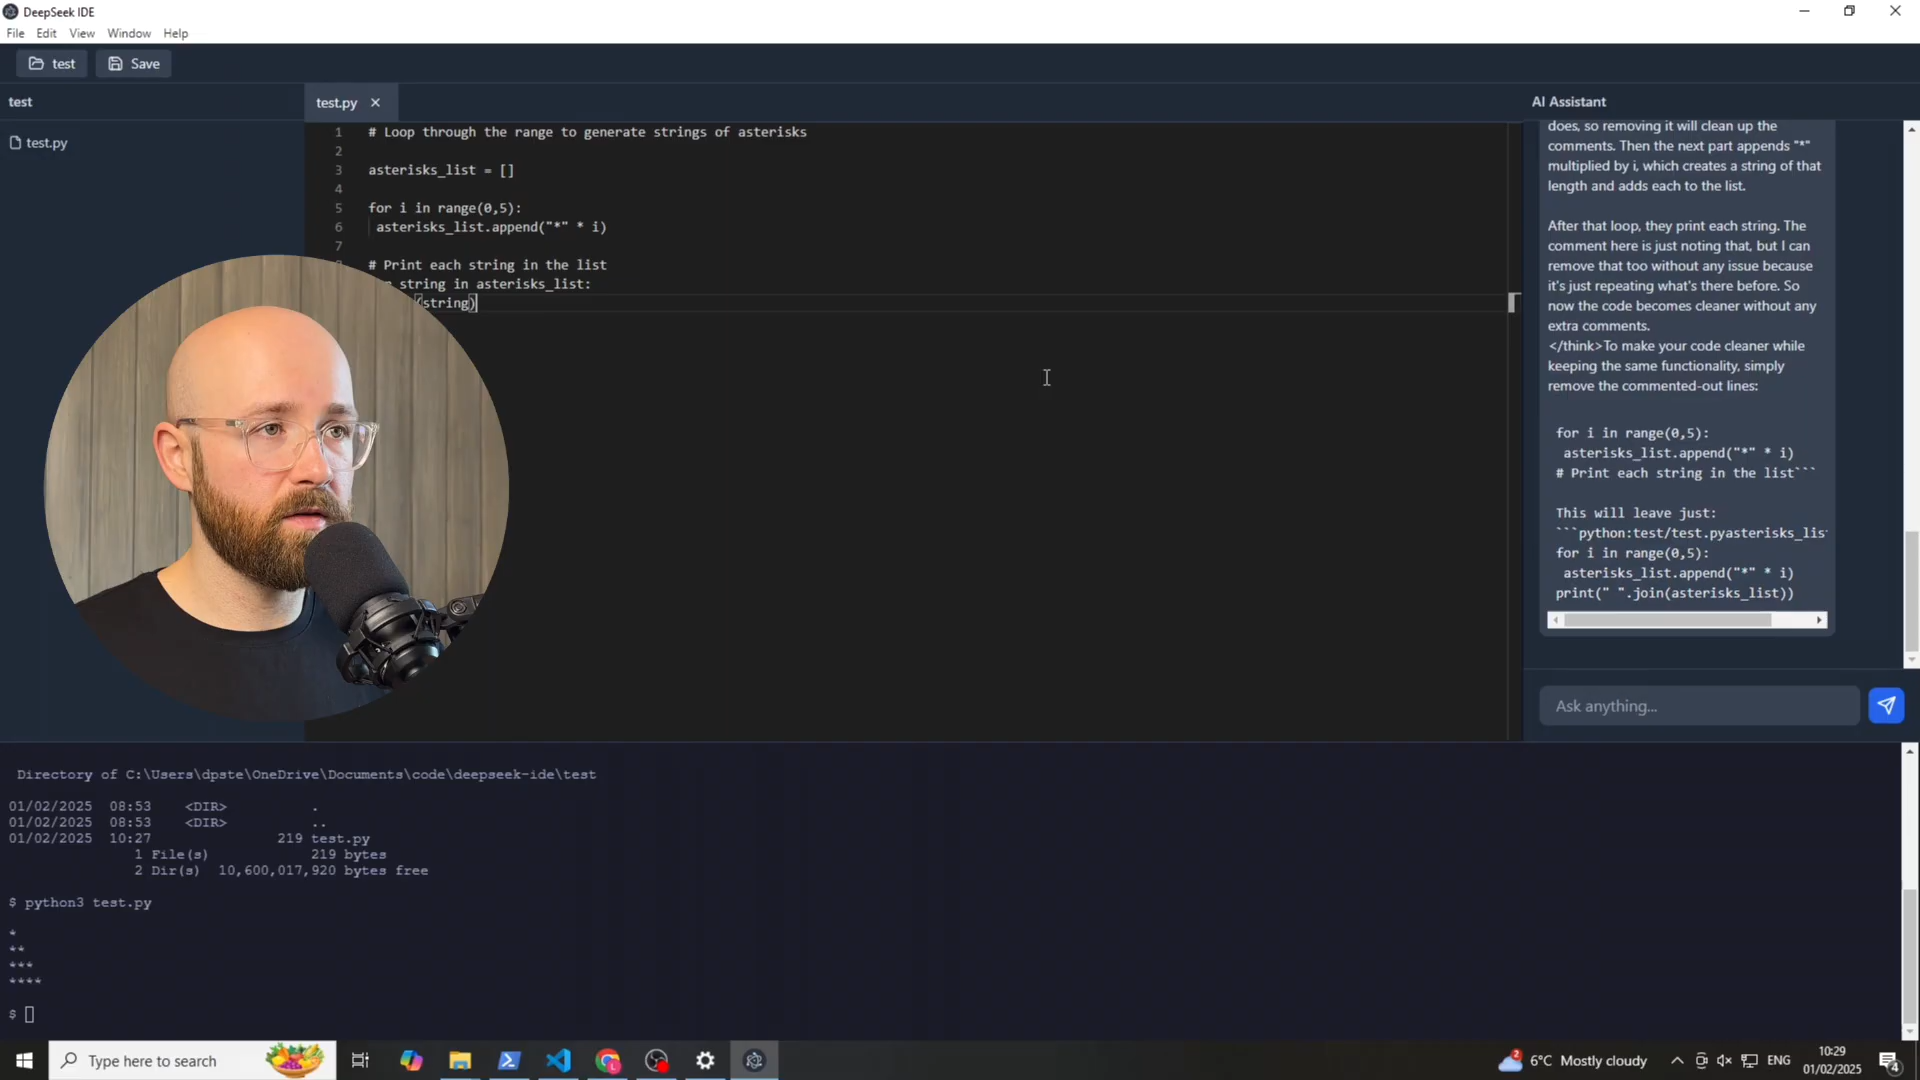 DeepSeek IDE
File Edit View Window Help
test Save
test
test.py
test.py ×
1 # Loop through the range to generate strings of asterisks
2
3 asterisks_list = []
4
5 for i in range(0,5):
6 asterisks_list.append("*" * i)
7
# Print each string in the list
string in asterisks_list:
(string)
AI Assistant
does, so removing it will clean up the
comments. Then the next part appends "*"
multiplied by i, which creates a string of that
length and adds each to the list.
After that loop, they print each string. The
comment here is just noting that, but I can
remove that too without any issue because
it's just repeating what's there before. So
now the code becomes cleaner without any
extra comments.
</think>To make your code cleaner while
keeping the same functionality, simply
remove the commented-out lines:
for i in range(0,5):
asterisks_list.append("*" * i)
# Print each string in the list```
This will leave just:
```python:test/test.pyasterisks_lis
for i in range(0,5):
asterisks_list.append("*" * i)
print(" ".join(asterisks_list))
Ask anything...
Directory of C:\Users\dpste\OneDrive\Documents\code\deepseek-ide\test
01/02/2025 08:53 <DIR> .
01/02/2025 08:53 <DIR> ..
01/02/2025 10:27 219 test.py
1 File(s) 219 bytes
2 Dir(s) 10,600,017,920 bytes free
$ python3 test.py
*
**
***
****
$
Type here to search
2 6°C Mostly cloudy ENG 10:29
01/02/2025 4